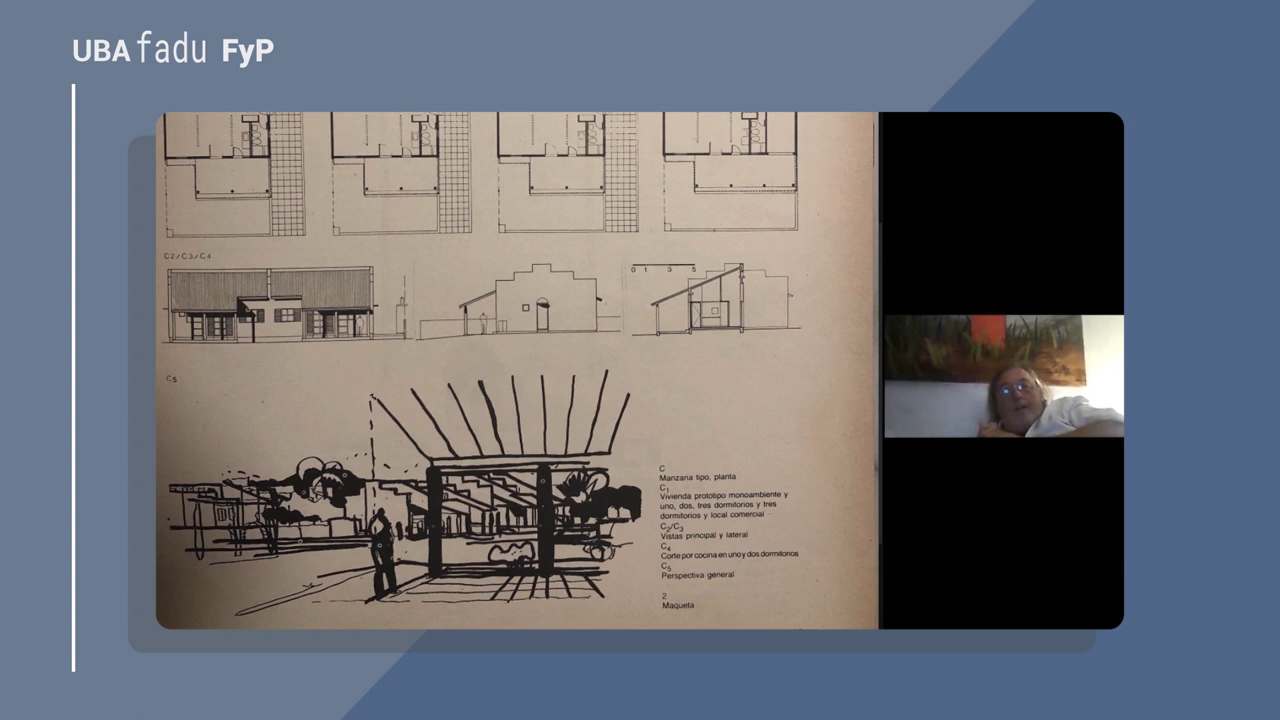 UBA fadu FyP
C2/C3/C4
0 1 3 5
C5
C
Manzana tipo, planta
C1
Vivienda prototipo monoambiente y
uno, dos, tres dormitorios y tres
dormitorios y local comercial
C2/C3
Vistas principal y lateral
C4
Corte por cocina en uno y dos dormitorios
C5
Perspectiva general
2
Maqueta